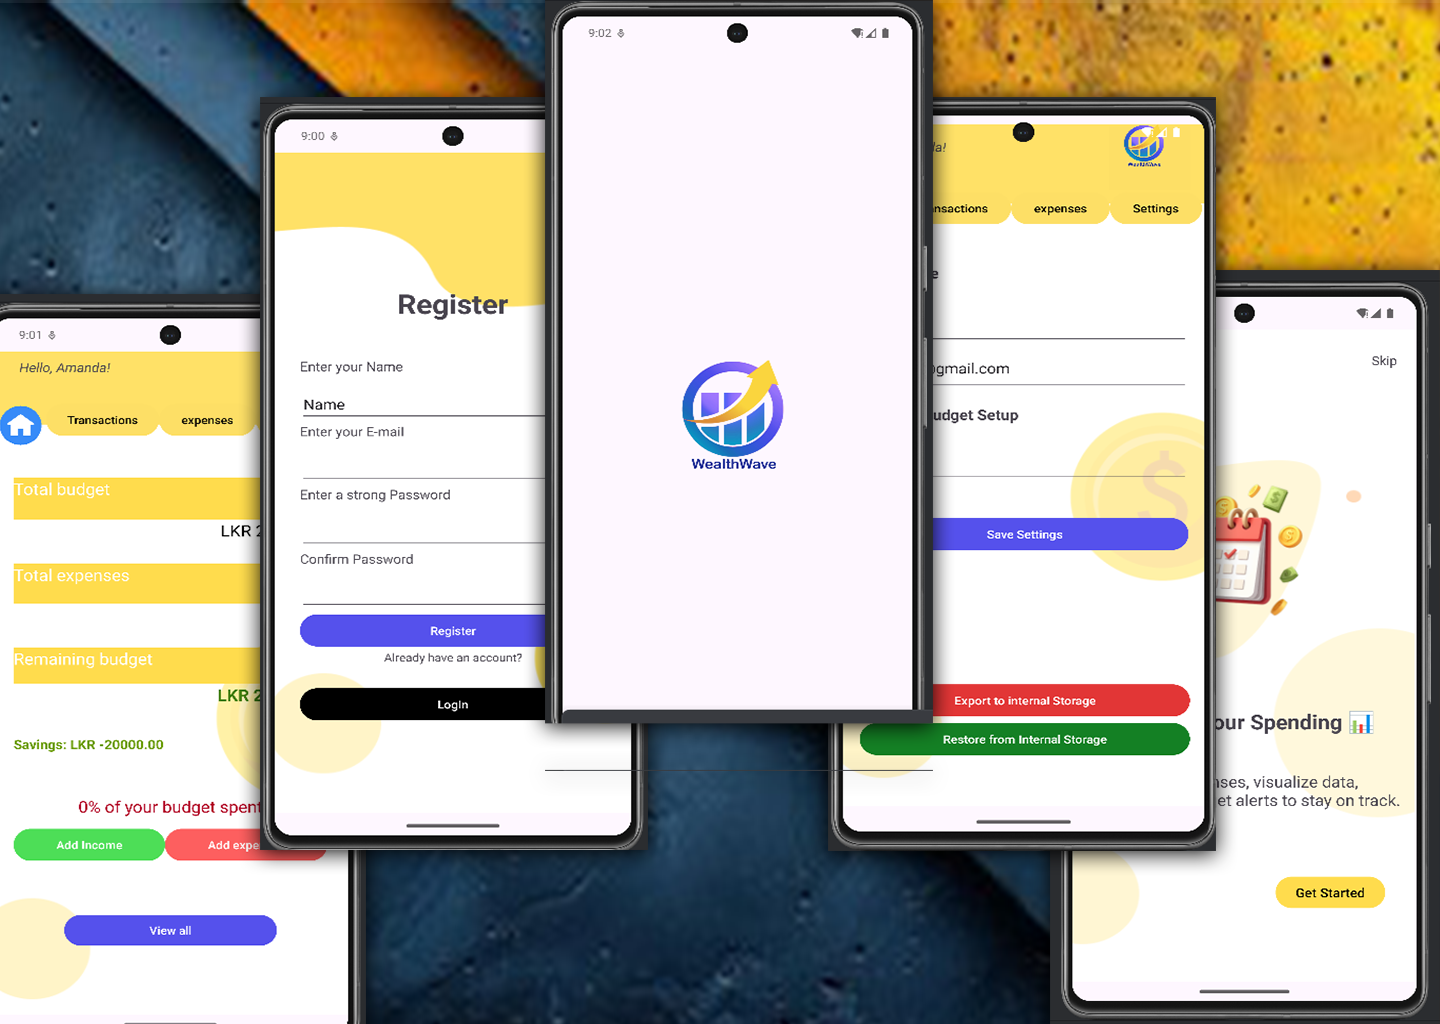 9:01
Hello, Amanda!
Transactions
expenses
Total budget
LKR 2
Total expenses
Remaining budget
LKR 2
Savings: LKR -20000.00
0% of your budget spent
Add Income
Add expe
View all
9:00
Register
Enter your Name
Name
Enter your E-mail
Enter a strong Password
Confirm Password
Register
Already have an account?
LogIn
9:02
WealthWave
la!
WealthWave
nsactions
expenses
Settings
e
@gmail.com
udget Setup
Save Settings
Export to internal Storage
Restore from Internal Storage
Skip
our Spending
nses, visualize data,
et alerts to stay on track.
Get Started